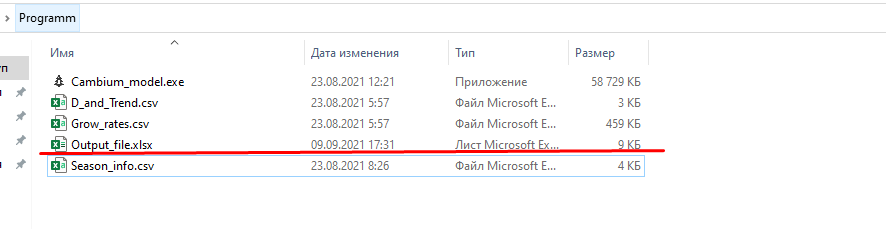 Programm
Имя Дата изменения Тип Размер
уп
Cambium_model.exe 23.08.2021 12:21 Приложение 58 729 КБ
D_and_Trend.csv 23.08.2021 5:57 Файл Microsoft E... 3 КБ
Grow_rates.csv 23.08.2021 5:57 Файл Microsoft E... 459 КБ
Output_file.xlsx 09.09.2021 17:31 Лист Microsoft Ex... 9 КБ
Season_info.csv 23.08.2021 8:26 Файл Microsoft E... 4 КБ